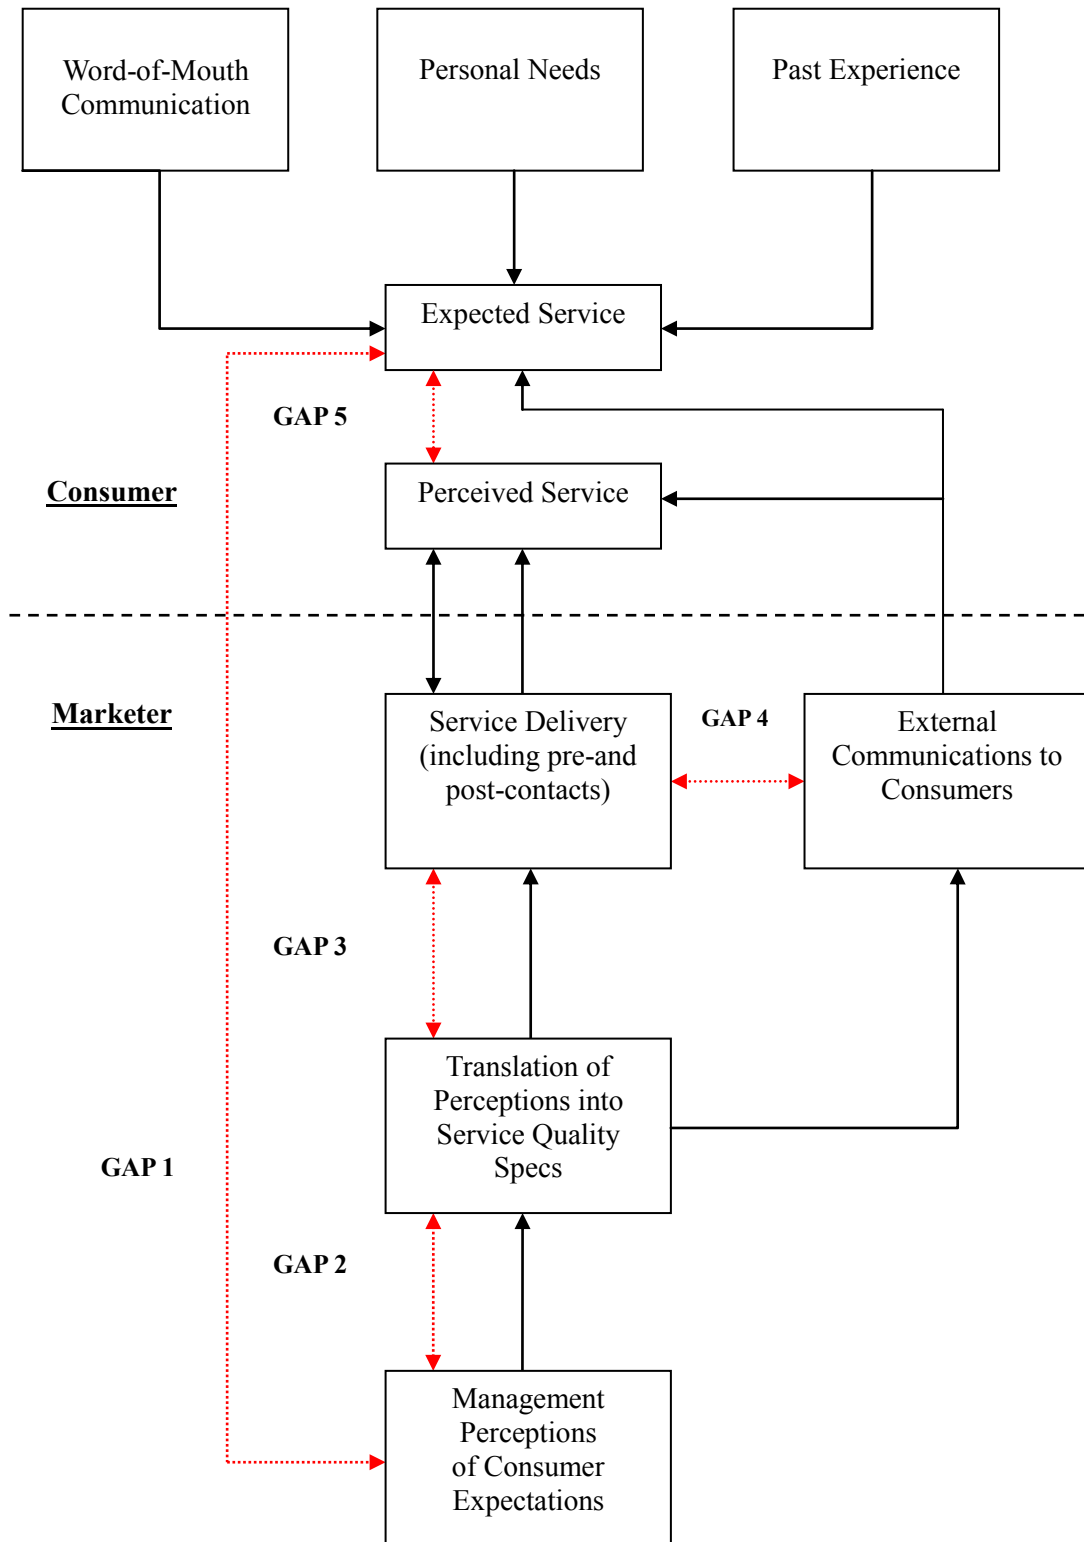 Word-of-Mouth
Communication
Personal Needs
Past Experience
Expected Service
GAP 5
Consumer
Perceived Service
Marketer
Service Delivery
(including pre-and
post-contacts)
GAP 4
External
Communications to
Consumers
GAP 3
Translation of
Perceptions into
Service Quality
Specs
GAP 1
GAP 2
Management
Perceptions
of Consumer
Expectations